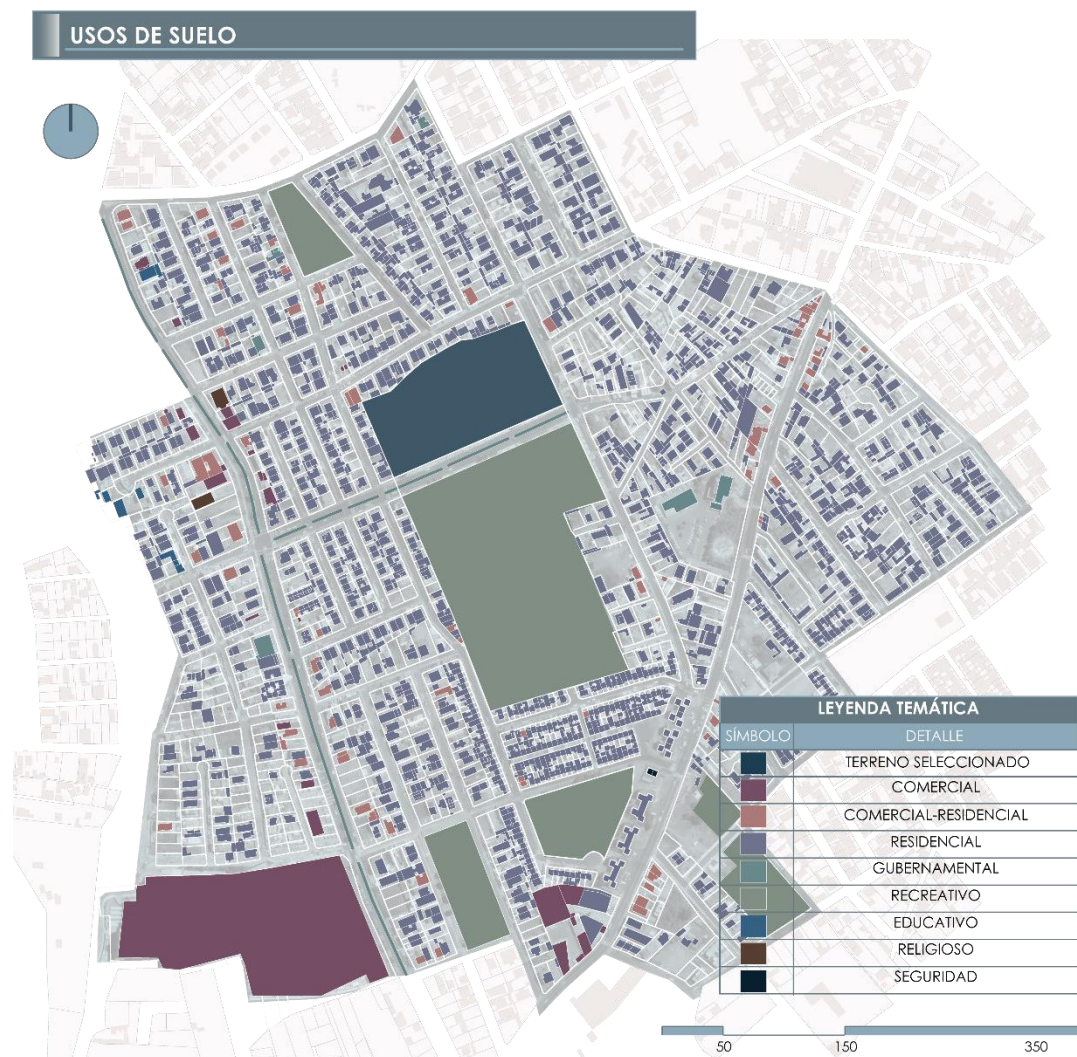 USOS DE SUELO
LEYENDA TEMÁTICA
SÍMBOLO DETALLE
TERRENO SELECCIONADO
COMERCIAL
COMERCIAL-RESIDENCIAL
RESIDENCIAL
GUBERNAMENTAL
RECREATIVO
EDUCATIVO
RELIGIOSO
SEGURIDAD
50 150 350